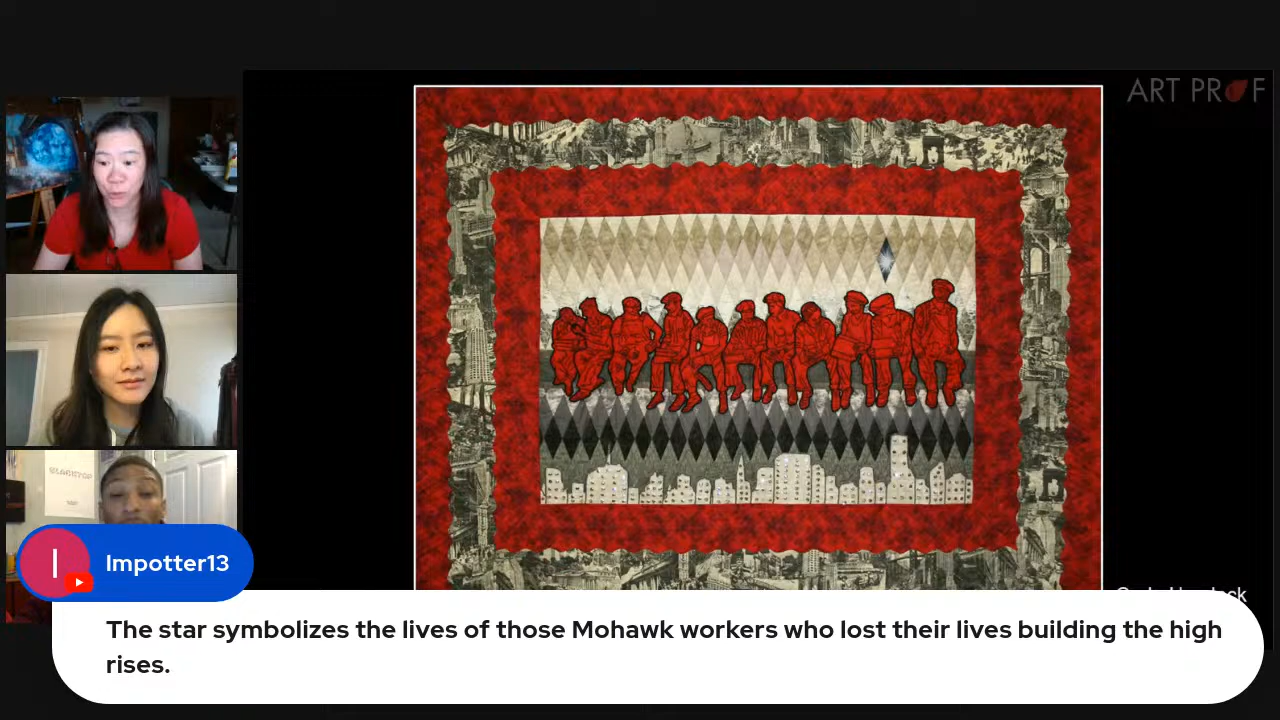 ART PROF
Impotter13
The star symbolizes the lives of those Mohawk workers who lost their lives building the high
rises.